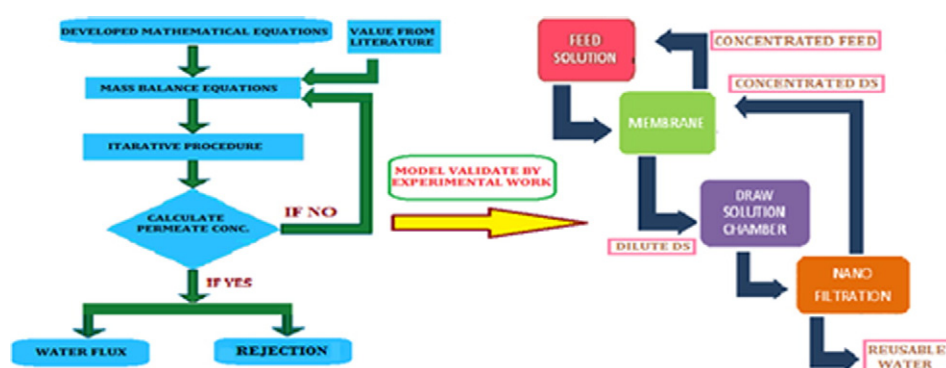 DEVELOPED MATHEMATICAL EQUATIONS
VALUE FROM
LITERATURE
MASS BALANCE EQUATIONS
ITARATIVE PROCEDURE
CALCULATE
PERMEATE CONC.
IF NO
IF YES
WATER FLUX
REJECTION
MODEL VALIDATE BY
EXPERIMENTAL WORK
FEED
SOLUTION
CONCENTRATED FEED
CONCENTRATED DS
MEMBRANE
DRAW
SOLUTION
CHAMBER
DILUTE DS
NANO
FILTRATION
REUSABLE
WATER